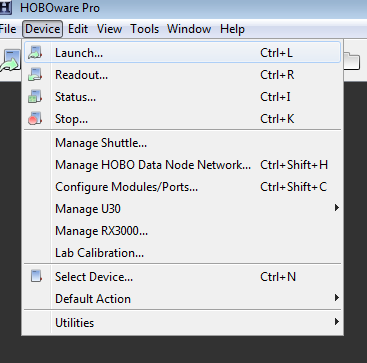 HOBOware Pro
File Device Edit View Tools Window Help
Launch... Ctrl+L
Readout... Ctrl+R
Status... Ctrl+I
Stop... Ctrl+K
Manage Shuttle...
Manage HOBO Data Node Network... Ctrl+Shift+H
Configure Modules/Ports... Ctrl+Shift+C
Manage U30
Manage RX3000...
Lab Calibration...
Select Device... Ctrl+N
Default Action
Utilities